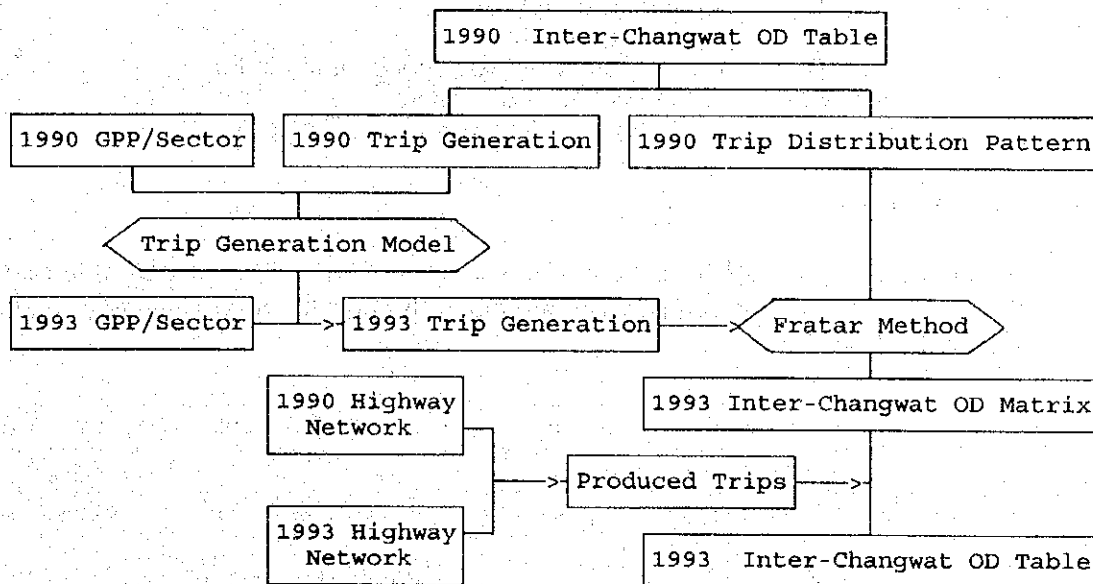 1990 Inter-Changwat OD Table
1990 GPP/Sector
1990 Trip Generation
1990 Trip Distribution Pattern
Trip Generation Model
1993 GPP/Sector
1993 Trip Generation
Fratar Method
1990 Highway
Network
1993 Inter-Changwat OD Matrix
Produced Trips
1993 Highway
Network
1993 Inter-Changwat OD Table